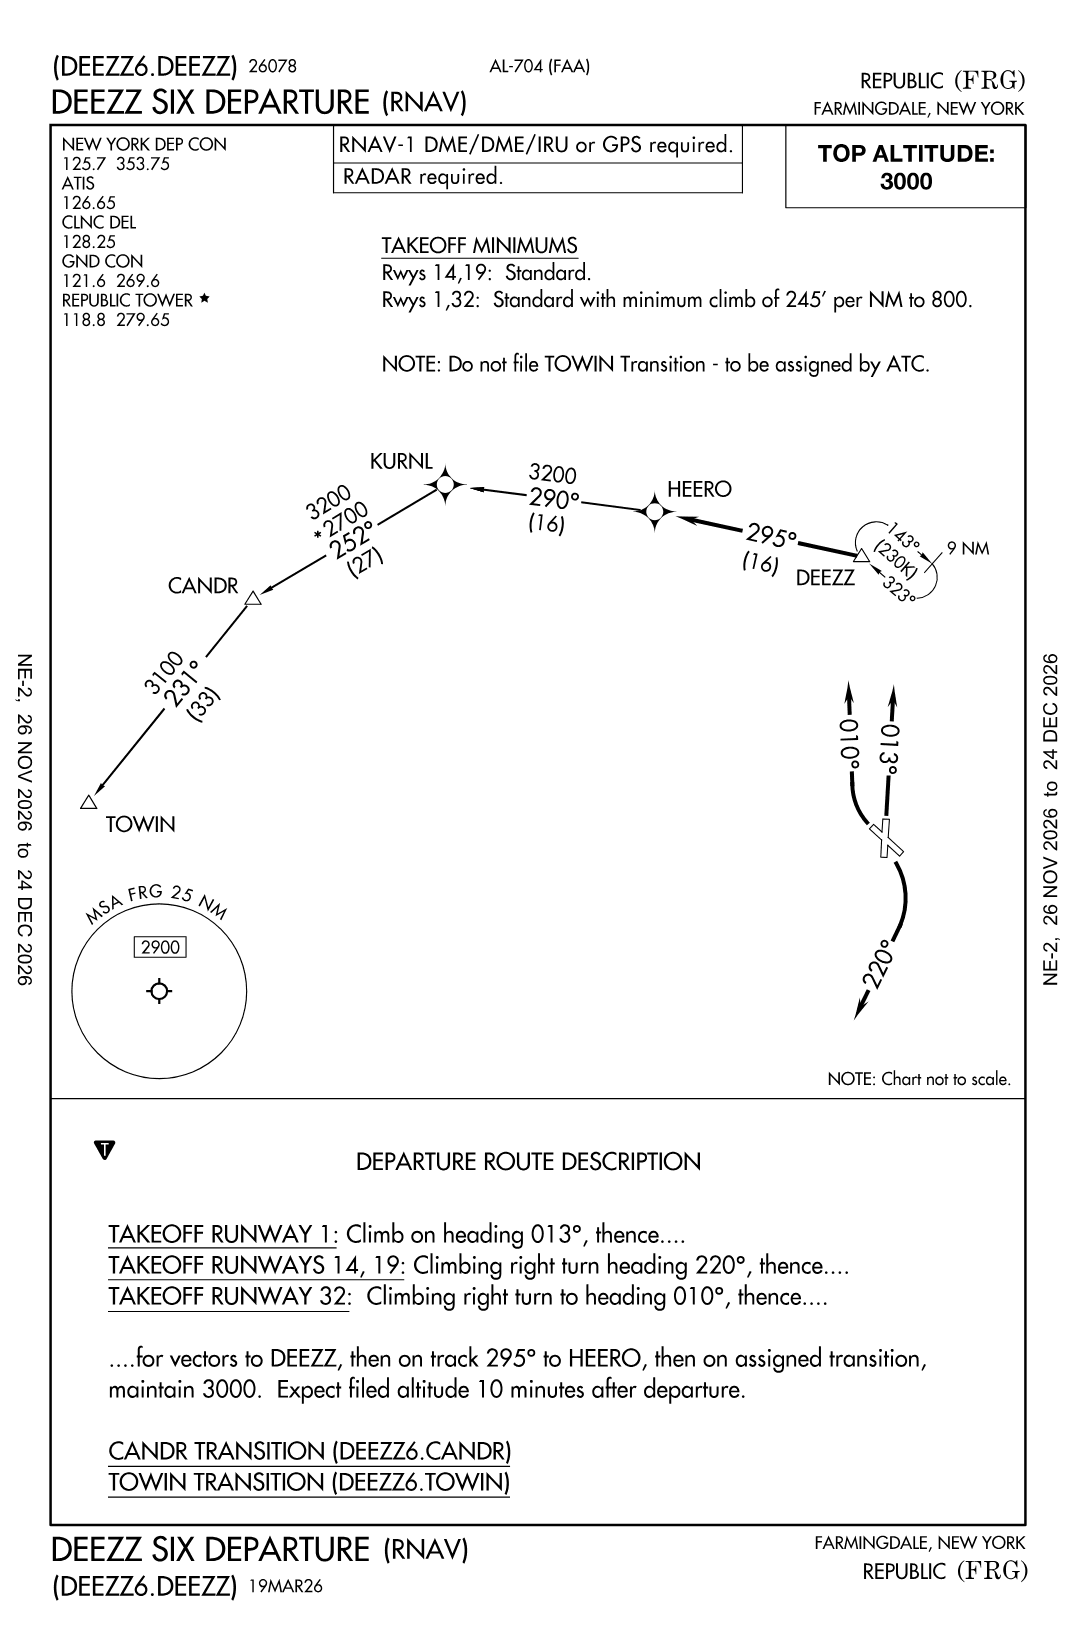 (DEEZZ6.DEEZZ) 26078
AL-704 (FAA)
REPUBLIC (FRG)
DEEZZ SIX DEPARTURE (RNAV)
FARMINGDALE, NEW YORK
NEW YORK DEP CON
125.7 353.75
ATIS
126.65
CLNC DEL
128.25
GND CON
121.6 269.6
REPUBLIC TOWER ★
118.8 279.65
RNAV-1 DME/DME/IRU or GPS required.
RADAR required.
TOP ALTITUDE:
3000
TAKEOFF MINIMUMS
Rwys 14,19: Standard.
Rwys 1,32: Standard with minimum climb of 245’ per NM to 800.
NOTE: Do not file TOWIN Transition - to be assigned by ATC.
KURNL
3200
290°
(16)
HEERO
3200
*2700
252°
(27)
295°
(16)
DEEZZ
143°
(230K)
323°
9 NM
CANDR
3100
231°
(33)
TOWIN
010°
013°
220°
MSA FRG 25 NM
2900
NOTE: Chart not to scale.
NE-2, 26 NOV 2026 to 24 DEC 2026
NE-2, 26 NOV 2026 to 24 DEC 2026
T
DEPARTURE ROUTE DESCRIPTION
TAKEOFF RUNWAY 1: Climb on heading 013°, thence....
TAKEOFF RUNWAYS 14, 19: Climbing right turn heading 220°, thence....
TAKEOFF RUNWAY 32: Climbing right turn to heading 010°, thence....
....for vectors to DEEZZ, then on track 295° to HEERO, then on assigned transition,
maintain 3000. Expect filed altitude 10 minutes after departure.
CANDR TRANSITION (DEEZZ6.CANDR)
TOWIN TRANSITION (DEEZZ6.TOWIN)
DEEZZ SIX DEPARTURE (RNAV)
FARMINGDALE, NEW YORK
(DEEZZ6.DEEZZ) 19MAR26
REPUBLIC (FRG)